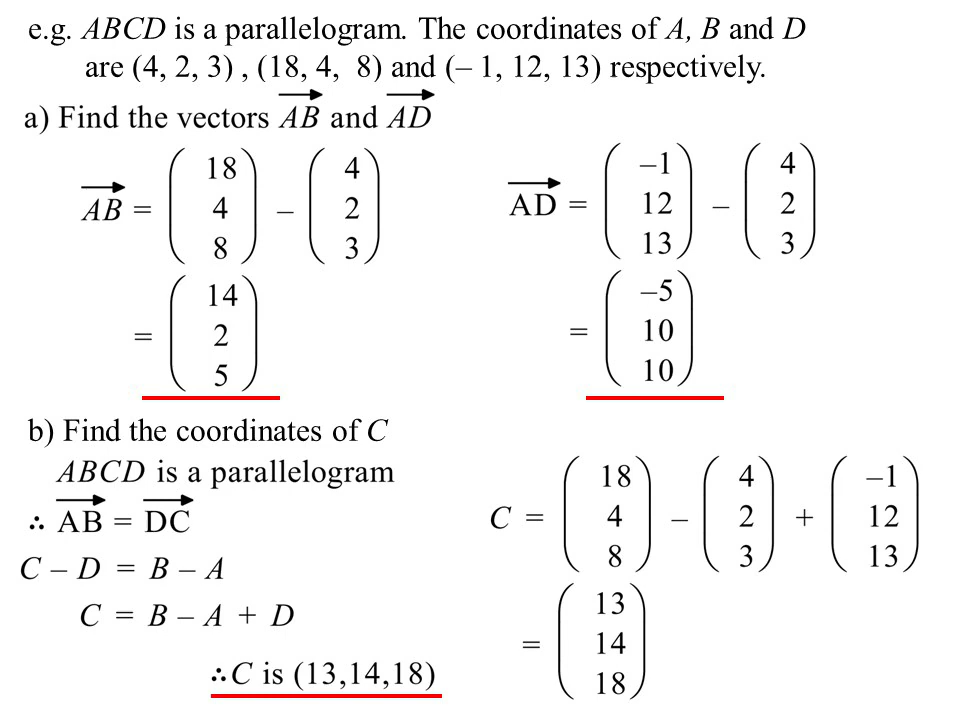 e.g. ABCD is a parallelogram. The coordinates of A, B and D
are (4, 2, 3) , (18, 4, 8) and (– 1, 12, 13) respectively.
a) Find the vectors AB and AD
AB = ( 18 4 8 ) – ( 4 2 3 )
= ( 14 2 5 )
AD = ( –1 12 13 ) – ( 4 2 3 )
= ( –5 10 10 )
b) Find the coordinates of C
ABCD is a parallelogram
∴ AB = DC
C – D = B – A
C = B – A + D
C = ( 18 4 8 ) – ( 4 2 3 ) + ( –1 12 13 )
= ( 13 14 18 )
∴C is (13,14,18)